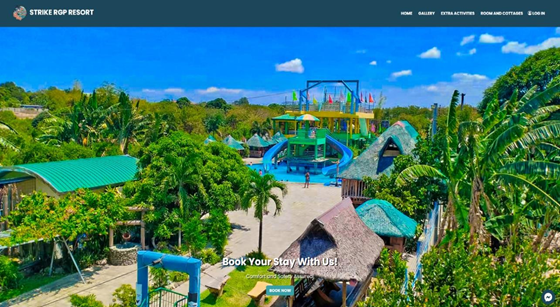 STRIKE RGP RESORT
HOME GALLERY EXTRA ACTIVITIES ROOM AND COTTAGES LOG IN
Book Your Stay With Us!
Comfort and Safety Assured
BOOK NOW